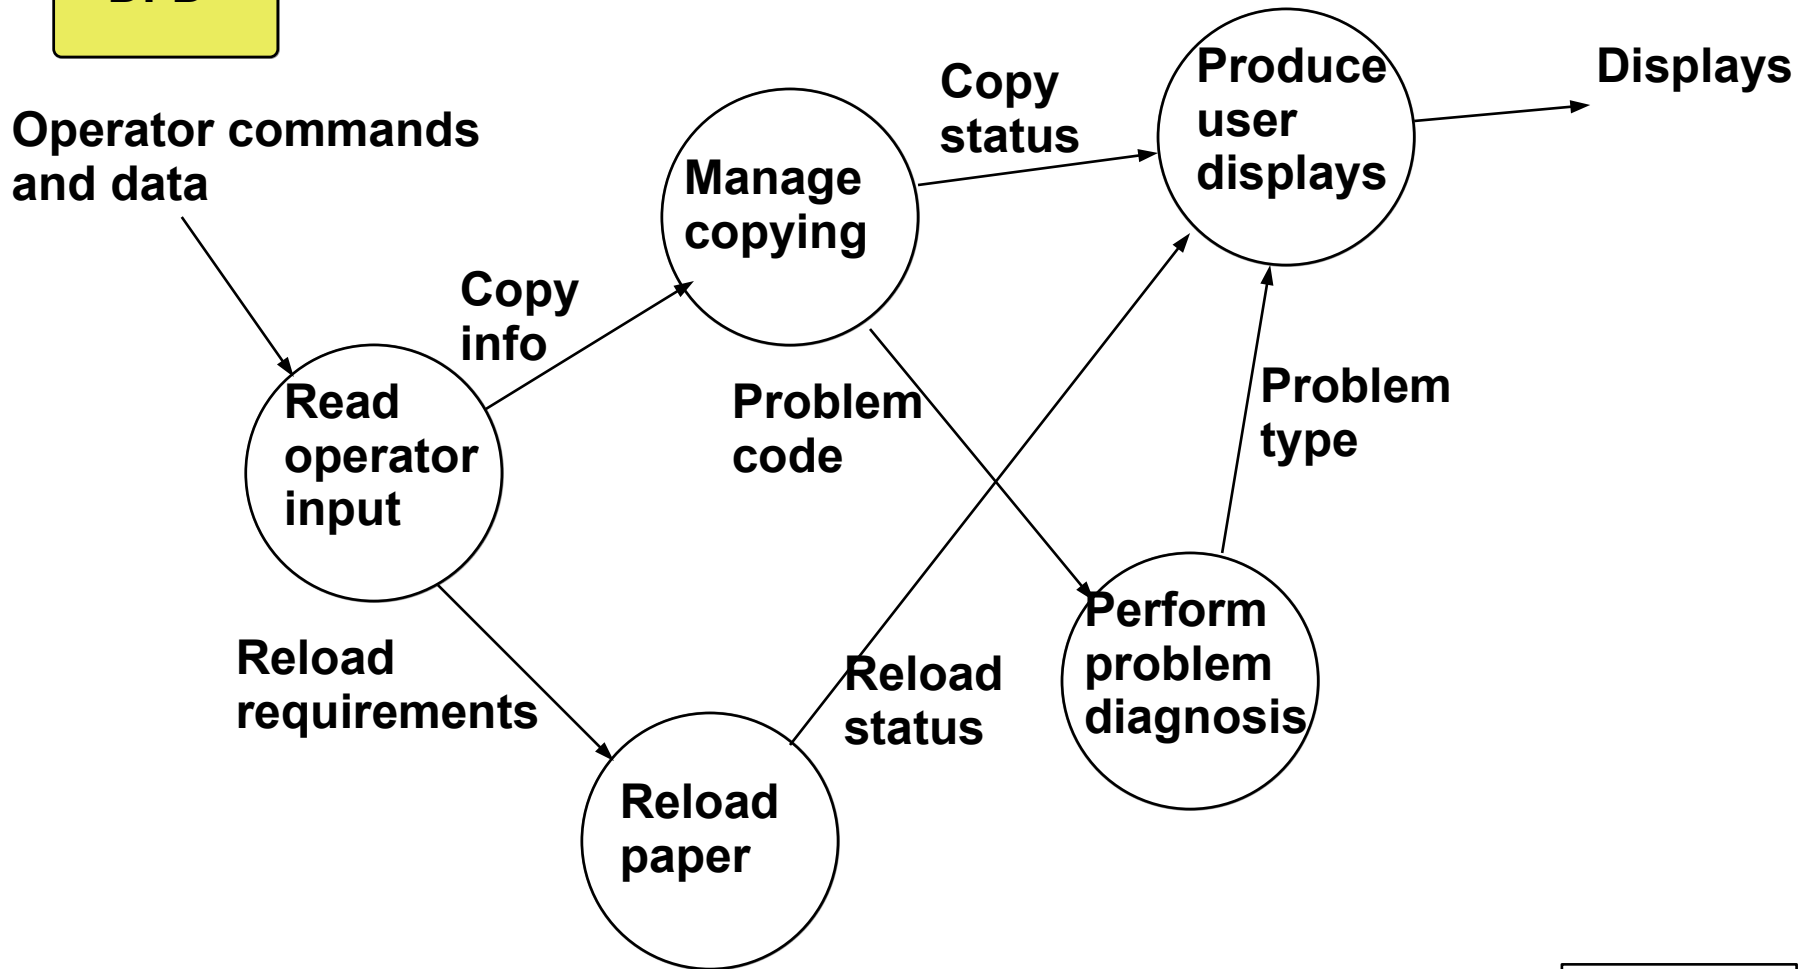 Operator commands
and data
Copy
status
Produce
user
displays
Displays
Manage
copying
Copy
info
Read
operator
input
Problem
code
Problem
type
Reload
requirements
Reload
status
Perform
problem
diagnosis
Reload
paper